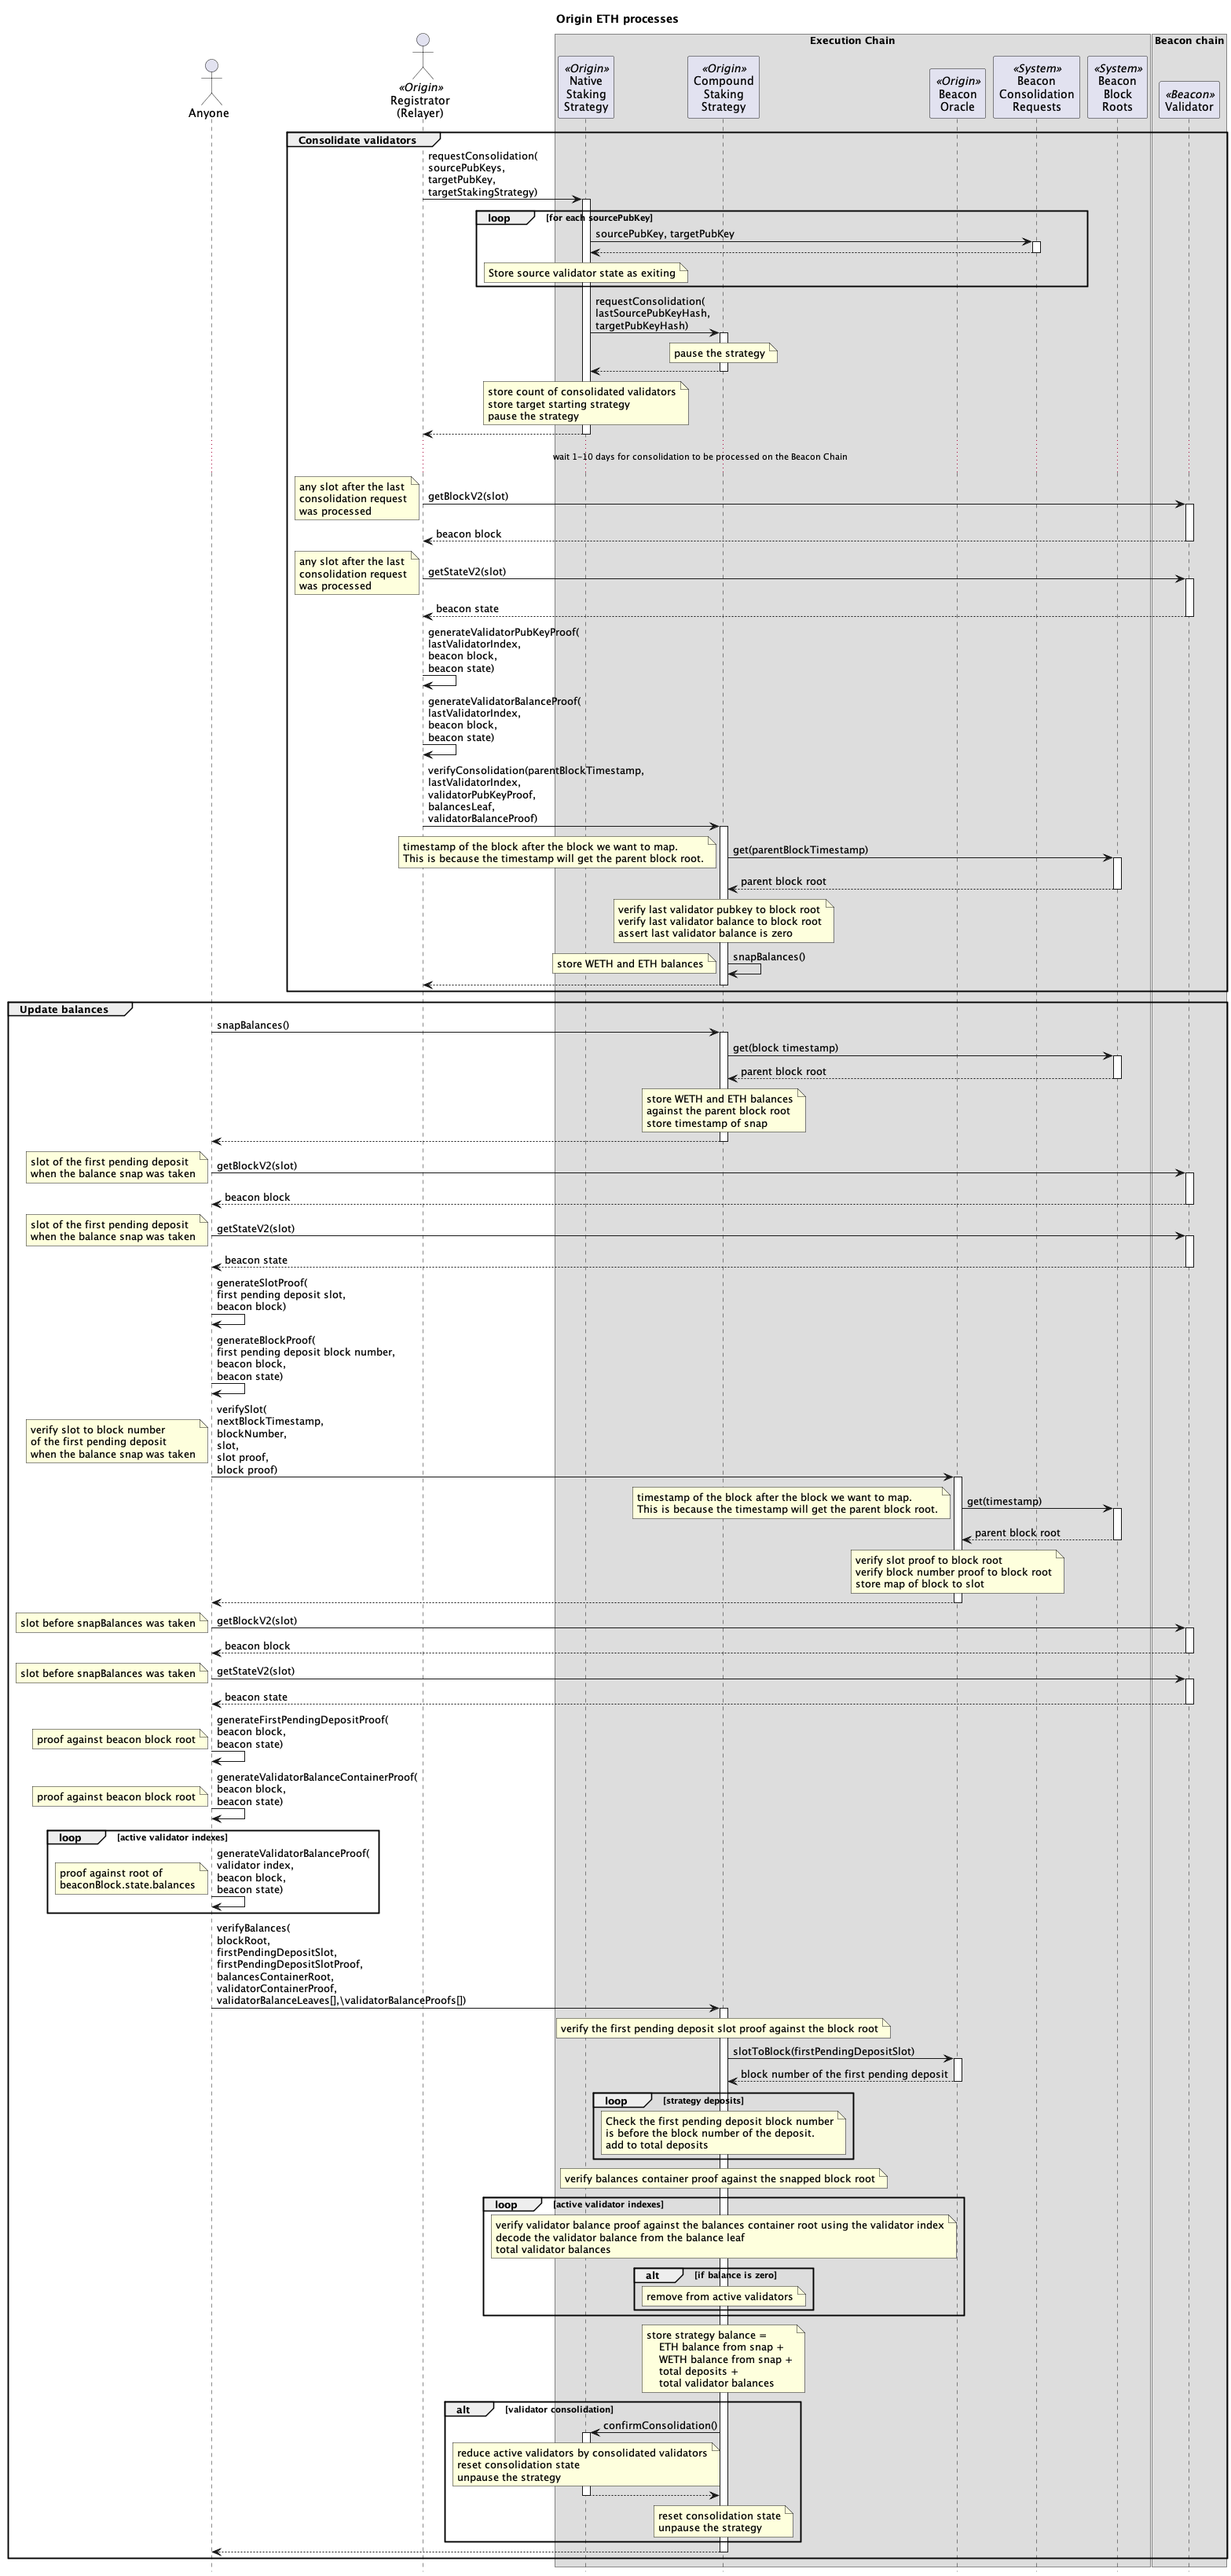 Origin ETH processes
Execution Chain
Beacon chain
Anyone
«Origin»
Registrator
(Relayer)
«Origin»
Native
Staking
Strategy
«Origin»
Compound
Staking
Strategy
«Origin»
Beacon
Oracle
«System»
Beacon
Consolidation
Requests
«System»
Beacon
Block
Roots
«Beacon»
Validator
Consolidate validators
requestConsolidation(
sourcePubKeys,
targetPubKey,
targetStakingStrategy)
loop
[for each sourcePubKey]
sourcePubKey, targetPubKey
Store source validator state as exiting
requestConsolidation(
lastSourcePubKeyHash,
targetPubKeyHash)
pause the strategy
store count of consolidated validators
store target starting strategy
pause the strategy
wait 1-10 days for consolidation to be processed on the Beacon Chain
any slot after the last
consolidation request
was processed
getBlockV2(slot)
beacon block
any slot after the last
consolidation request
was processed
getStateV2(slot)
beacon state
generateValidatorPubKeyProof(
lastValidatorIndex,
beacon block,
beacon state)
generateValidatorBalanceProof(
lastValidatorIndex,
beacon block,
beacon state)
verifyConsolidation(parentBlockTimestamp,
lastValidatorIndex,
validatorPubKeyProof,
balancesLeaf,
validatorBalanceProof)
timestamp of the block after the block we want to map.
This is because the timestamp will get the parent block root.
get(parentBlockTimestamp)
parent block root
verify last validator pubkey to block root
verify last validator balance to block root
assert last validator balance is zero
store WETH and ETH balances
snapBalances()
Update balances
snapBalances()
get(block timestamp)
parent block root
store WETH and ETH balances
against the parent block root
store timestamp of snap
slot of the first pending deposit
when the balance snap was taken
getBlockV2(slot)
beacon block
slot of the first pending deposit
when the balance snap was taken
getStateV2(slot)
beacon state
generateSlotProof(
first pending deposit slot,
beacon block)
generateBlockProof(
first pending deposit block number,
beacon block,
beacon state)
verify slot to block number
of the first pending deposit
when the balance snap was taken
verifySlot(
nextBlockTimestamp,
blockNumber,
slot,
slot proof,
block proof)
timestamp of the block after the block we want to map.
This is because the timestamp will get the parent block root.
get(timestamp)
parent block root
verify slot proof to block root
verify block number proof to block root
store map of block to slot
slot before snapBalances was taken
getBlockV2(slot)
beacon block
slot before snapBalances was taken
getStateV2(slot)
beacon state
proof against beacon block root
generateFirstPendingDepositProof(
beacon block,
beacon state)
proof against beacon block root
generateValidatorBalanceContainerProof(
beacon block,
beacon state)
loop
[active validator indexes]
proof against root of
beaconBlock.state.balances
generateValidatorBalanceProof(
validator index,
beacon block,
beacon state)
verifyBalances(
blockRoot,
firstPendingDepositSlot,
firstPendingDepositSlotProof,
balancesContainerRoot,
validatorContainerProof,
validatorBalanceLeaves[],\validatorBalanceProofs[])
verify the first pending deposit slot proof against the block root
slotToBlock(firstPendingDepositSlot)
block number of the first pending deposit
loop
[strategy deposits]
Check the first pending deposit block number
is before the block number of the deposit.
add to total deposits
verify balances container proof against the snapped block root
loop
[active validator indexes]
verify validator balance proof against the balances container root using the validator index
decode the validator balance from the balance leaf
total validator balances
alt
[if balance is zero]
remove from active validators
store strategy balance =
ETH balance from snap +
WETH balance from snap +
total deposits +
total validator balances
alt
[validator consolidation]
confirmConsolidation()
reduce active validators by consolidated validators
reset consolidation state
unpause the strategy
reset consolidation state
unpause the strategy